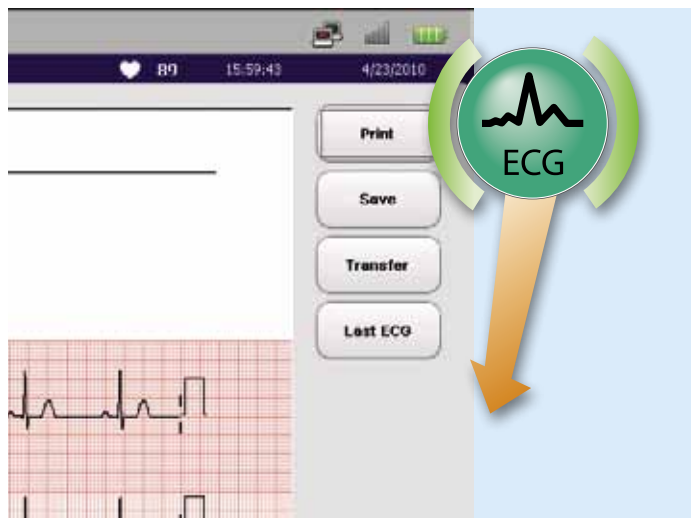 89 15:59:43 4/23/2010
Print
ECG
Save
Transfer
Last ECG